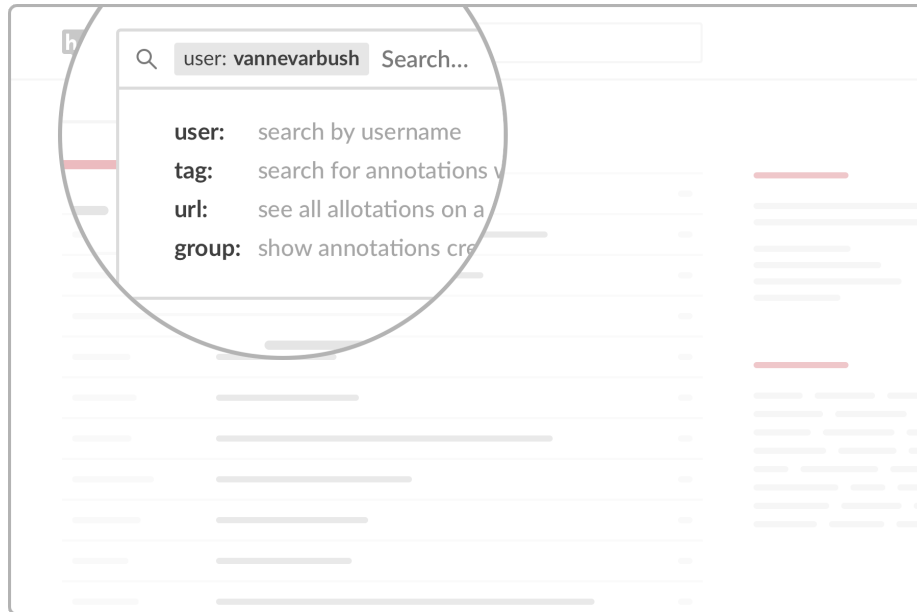 h
user: vannevarbush Search...
user: search by username
tag: search for annotations
url: see all allotations on a
group: show annotations cre